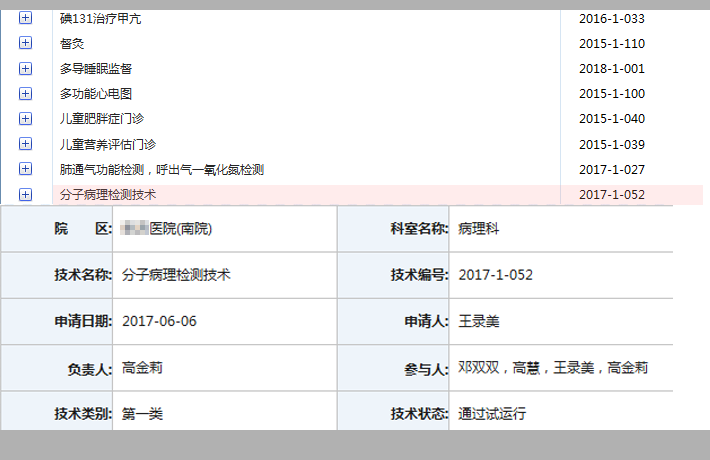 碘131治疗甲亢 2016-1-033
督灸 2015-1-110
多导睡眠监督 2018-1-001
多功能心电图 2015-1-100
儿童肥胖症门诊 2015-1-040
儿童营养评估门诊 2015-1-039
肺通气功能检测，呼出气一氧化氮检测 2017-1-027
分子病理检测技术 2017-1-052
院 区: 医院(南院) 科室名称: 病理科
技术名称: 分子病理检测技术 技术编号: 2017-1-052
申请日期: 2017-06-06 申请人: 王录美
负责人: 高金莉 参与人: 邓双双，高慧，王录美，高金莉
技术类别: 第一类 技术状态: 通过试运行